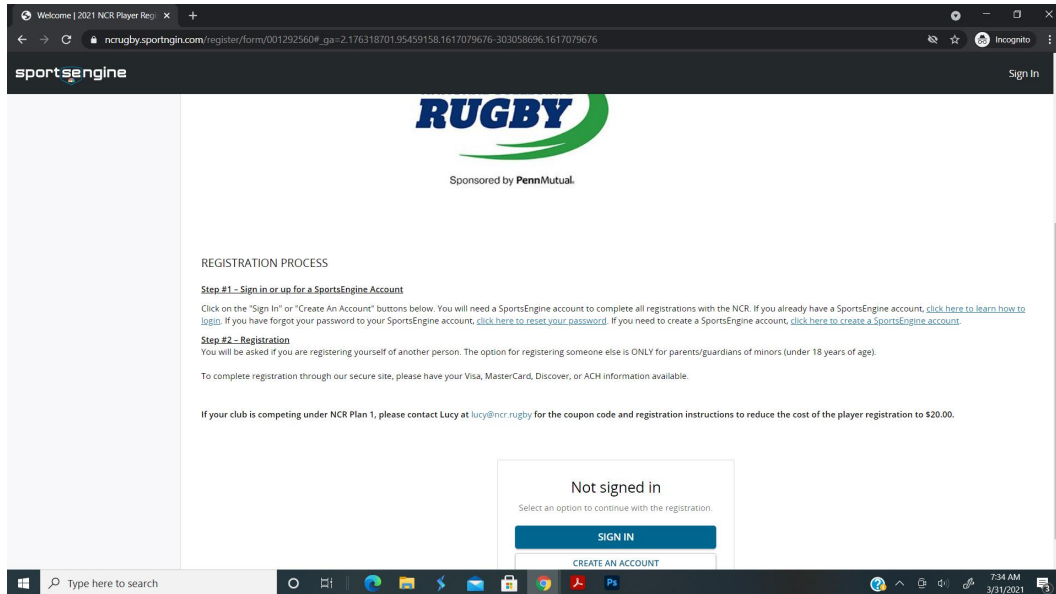 Welcome | 2021 NCR Player Regi
ncrugby.sportngin.com/register/form/001292560#_ga=2.176318701.95459158.1617079676-303058696.1617079676
Incognito
sportsengine
Sign In
RUGBY
Sponsored by PennMutual.
REGISTRATION PROCESS
Step #1 – Sign in or up for a SportsEngine Account
Click on the "Sign In" or "Create An Account" buttons below. You will need a SportsEngine account to complete all registrations with the NCR. If you already have a SportsEngine account, click here to learn how to
login. If you have forgot your password to your SportsEngine account, click here to reset your password. If you need to create a SportsEngine account, click here to create a SportsEngine account.
Step #2 – Registration
You will be asked if you are registering yourself of another person. The option for registering someone else is ONLY for parents/guardians of minors (under 18 years of age).
To complete registration through our secure site, please have your Visa, MasterCard, Discover, or ACH information available.
If your club is competing under NCR Plan 1, please contact Lucy at lucy@ncr.rugby for the coupon code and registration instructions to reduce the cost of the player registration to $20.00.
Not signed in
Select an option to continue with the registration.
SIGN IN
CREATE AN ACCOUNT
Type here to search
Ps
7:34 AM
3/31/2021
3